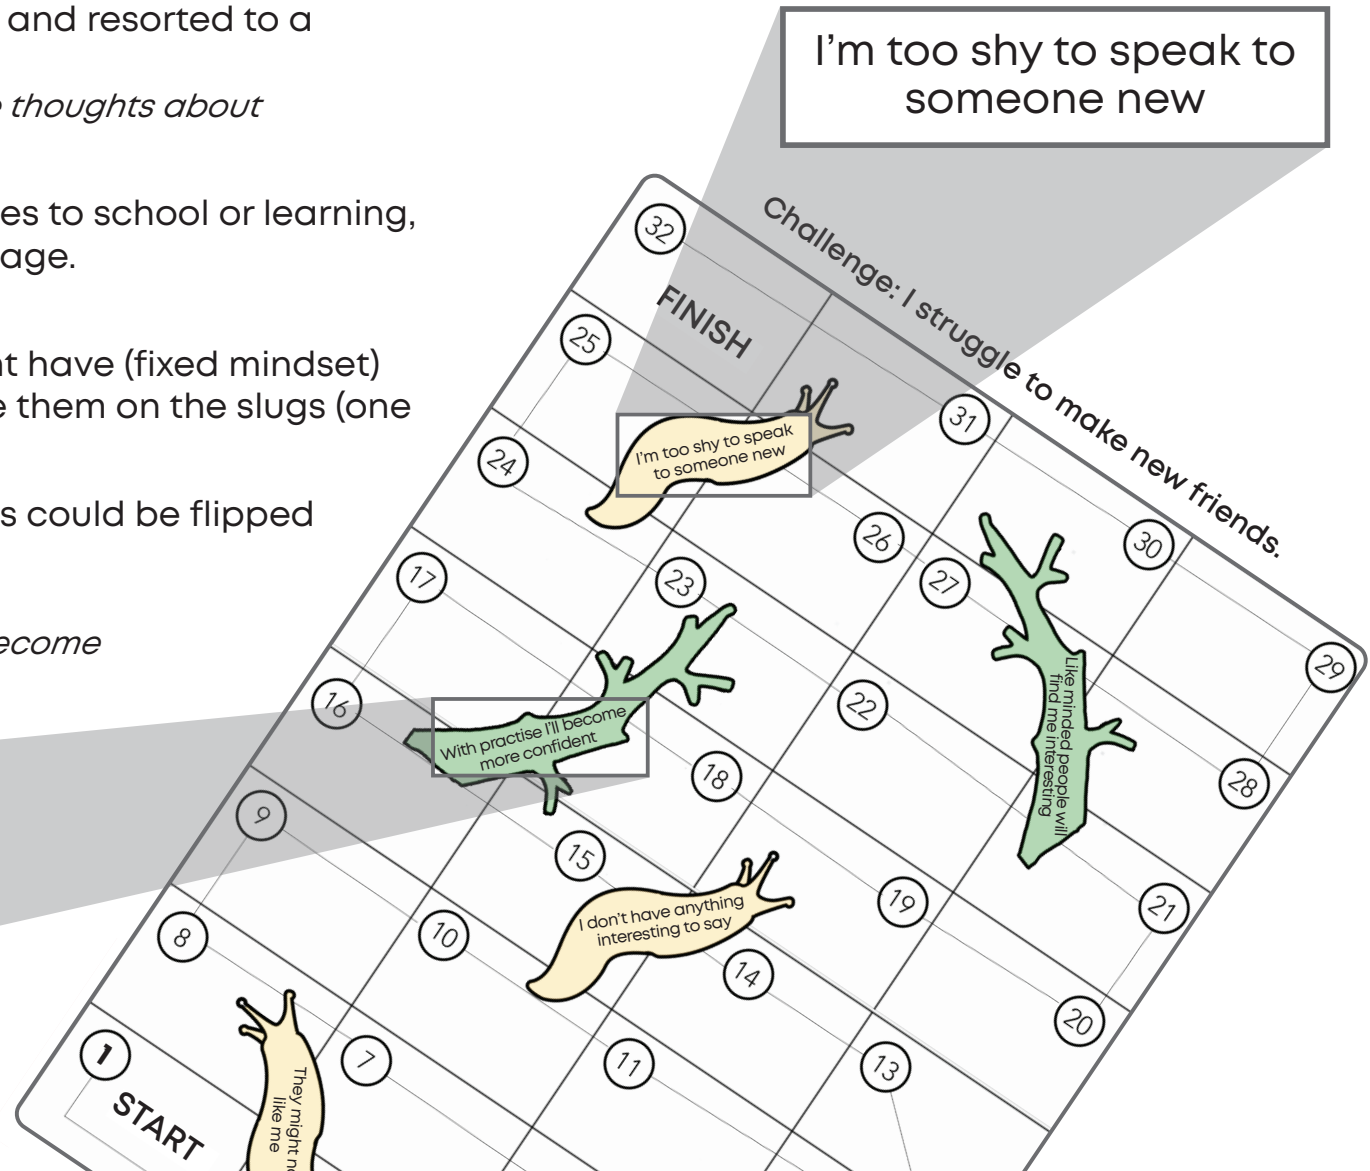 and resorted to a
thoughts about
es to school or learning,
age.
nt have (fixed mindset)
e them on the slugs (one
s could be flipped
ecome
I'm too shy to speak to
someone new
Challenge: I struggle to make new friends.
32
FINISH
31
30
29
25
26
27
28
I'm too shy to speak
to someone new
24
23
22
21
Like minded people will
find me interesting
17
18
19
20
With practise I'll become
more confident
16
15
14
13
I don't have anything
interesting to say
9
10
11
8
7
1
START
They might
like me